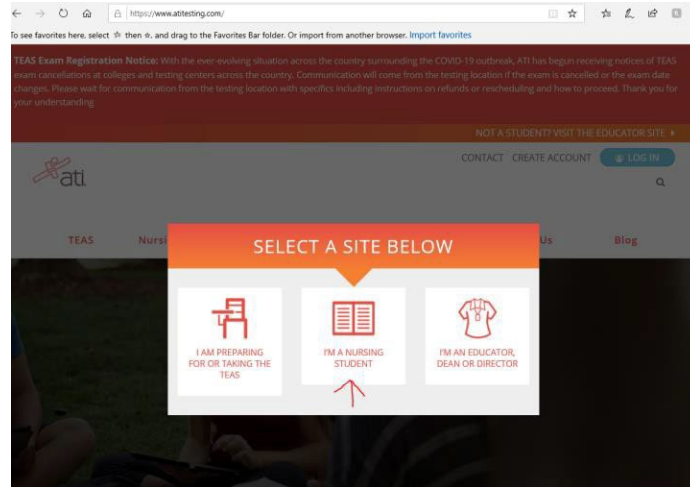 https://www.atitesting.com/
To see favorites here, select ☆ then ☆, and drag to the Favorites Bar folder. Or import from another browser. Import favorites
TEAS Exam Registration Notice: With the ever-evolving situation across the country surrounding the COVID-19 outbreak, ATI has begun receiving notices of TEAS
exam cancellations at colleges and testing centers across the country. Communication will come from the testing location if the exam is cancelled or the exam date
changes. Please wait for communication from the testing location with specifics including instructions on refunds or rescheduling and how to proceed. Thank you for
your understanding
NOT A STUDENT? VISIT THE EDUCATOR SITE
CONTACT CREATE ACCOUNT LOG IN
ati
TEAS Nursi Us Blog
SELECT A SITE BELOW
I AM PREPARING
FOR OR TAKING THE
TEAS
I'M A NURSING
STUDENT
I'M AN EDUCATOR,
DEAN OR DIRECTOR